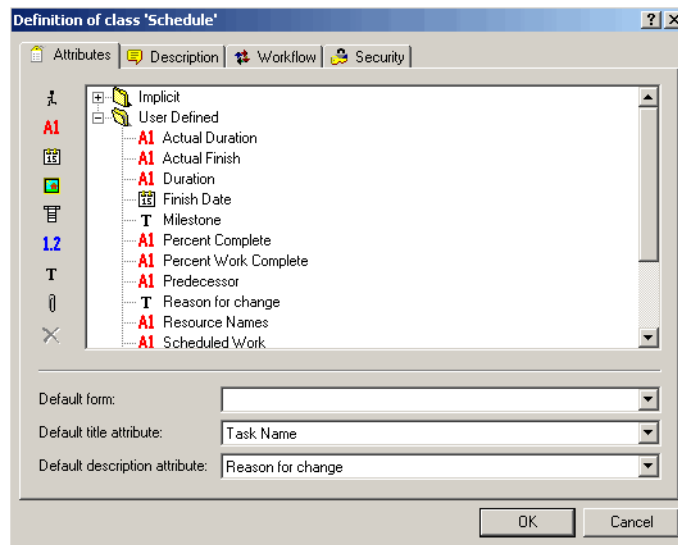 Definition of class 'Schedule'
Attributes Description Workflow Security
Implicit
User Defined
A1 Actual Duration
A1 Actual Finish
A1 Duration
15 Finish Date
T Milestone
A1 Percent Complete
A1 Percent Work Complete
A1 Predecessor
T Reason for change
A1 Resource Names
A1 Scheduled Work
A1
15
1.2
T
Default form:
Default title attribute: Task Name
Default description attribute: Reason for change
OK Cancel